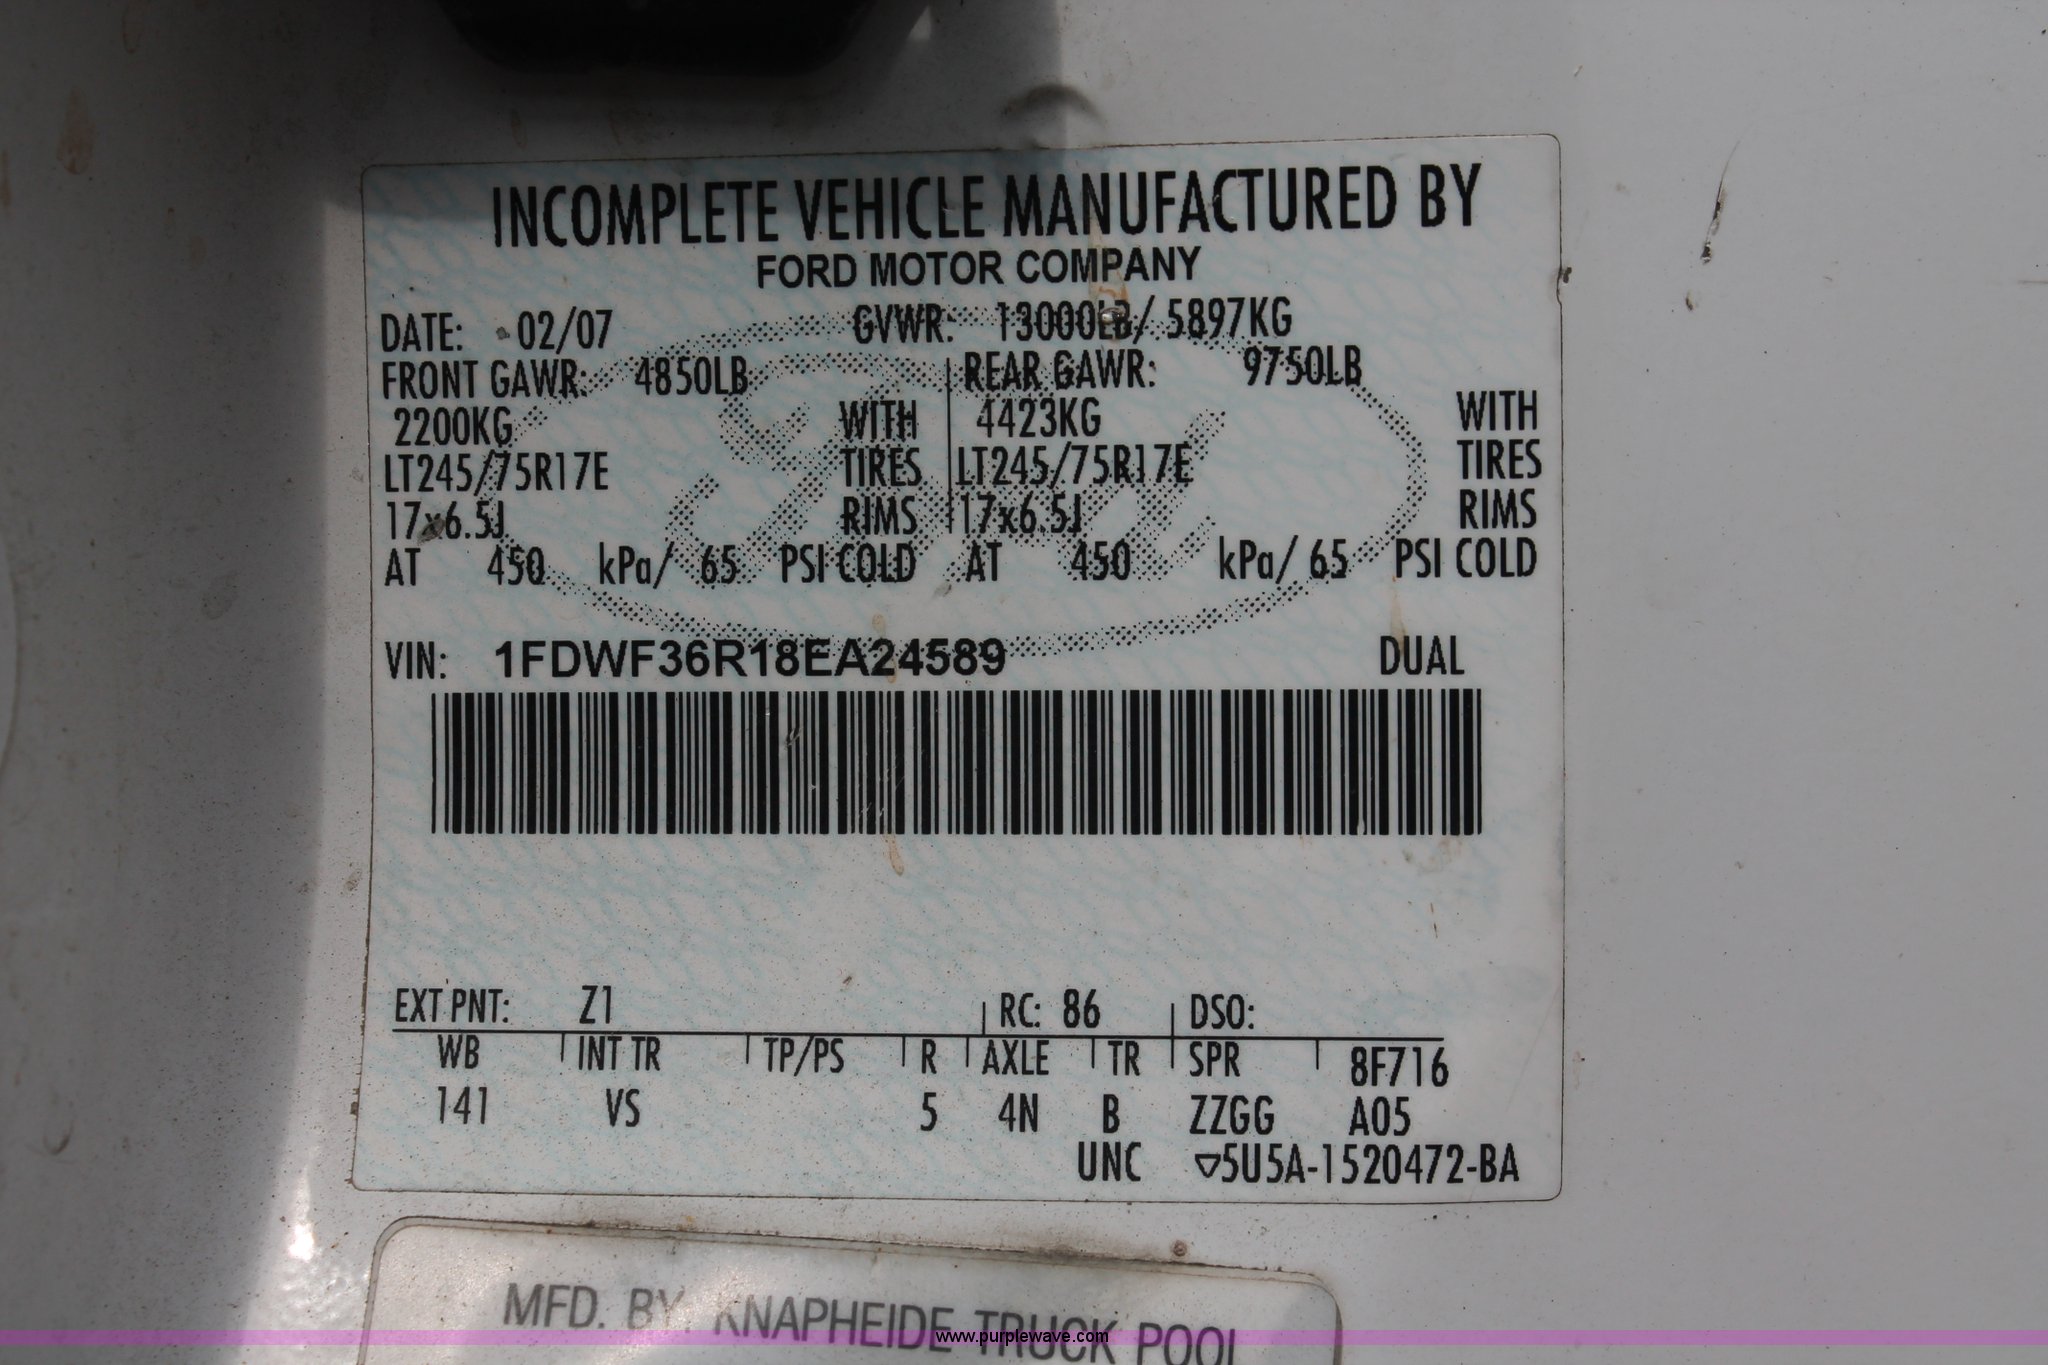 INCOMPLETE VEHICLE MANUFACTURED BY
FORD MOTOR COMPANY
DATE: 02/07 GVWR: 13000LB/ 5897KG
FRONT GAWR: 4850LB REAR GAWR: 9750LB
2200KG WITH 4423KG WITH
LT245/75R17E TIRES LT245/75R17E TIRES
17x6.5J RIMS 17x6.5J RIMS
AT 450 kPa/ 65 PSI COLD AT 450 kPa/ 65 PSI COLD
VIN: 1FDWF36R18EA24589 DUAL
EXT PNT: Z1 RC: 86 DSO:
WB INT TR TP/PS R AXLE TR SPR 8F716
141 VS 5 4N B ZZGG A05
UNC ▽5U5A-1520472-BA
MFD. BY: KNAPHEIDE TRUCK POOL
www.purplewave.com